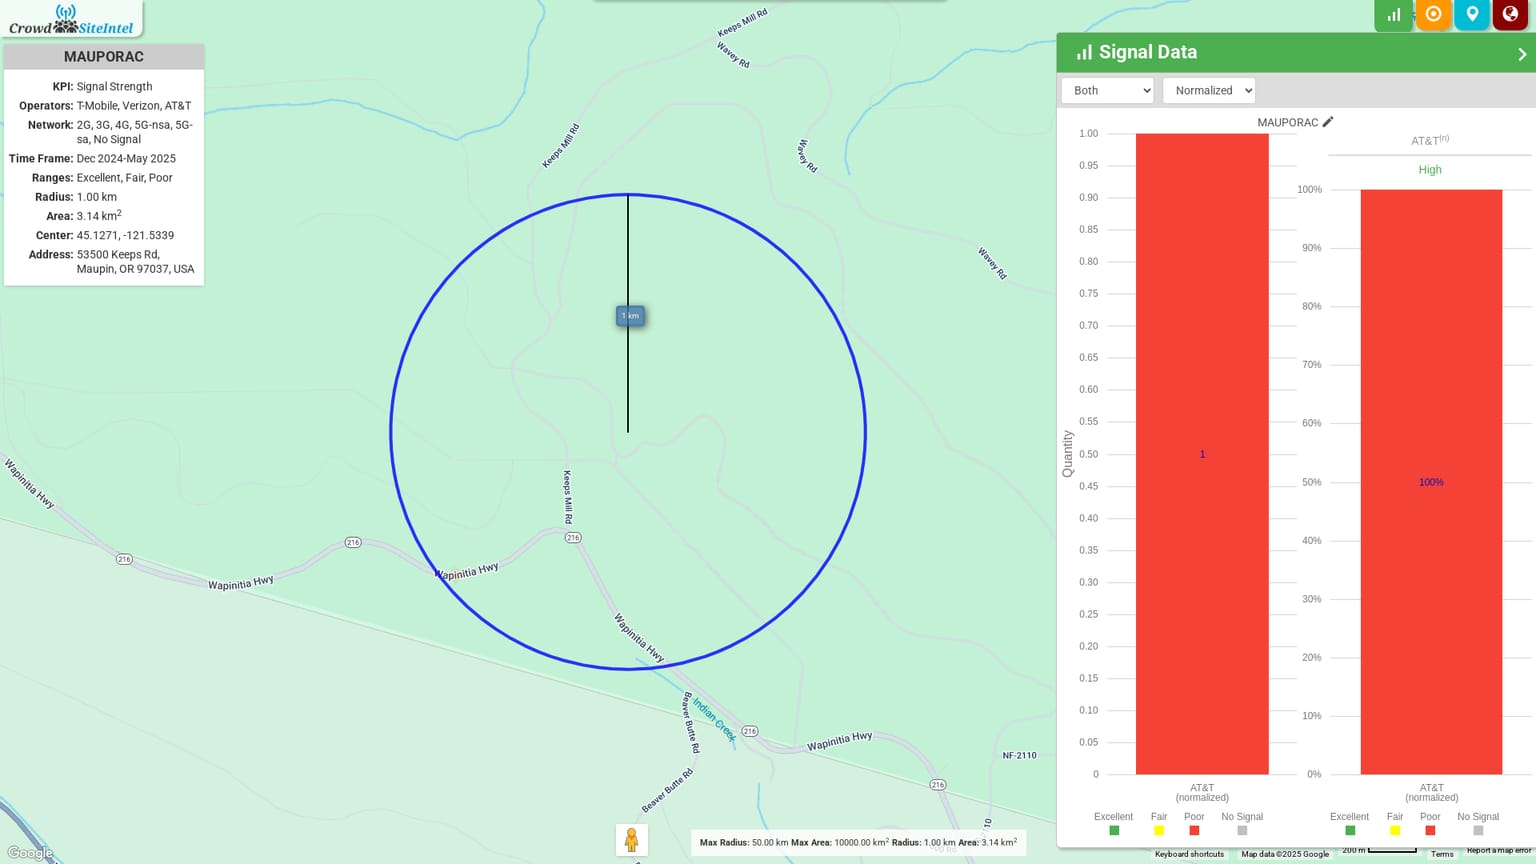 CrowdSiteIntel
MAUPORAC
KPI: Signal Strength
Operators: T-Mobile, Verizon, AT&T
Network: 2G, 3G, 4G, 5G-nsa, 5G-
sa, No Signal
Time Frame: Dec 2024-May 2025
Ranges: Excellent, Fair, Poor
Radius: 1.00 km
Area: 3.14 km²
Center: 45.1271, -121.5339
Address: 53500 Keeps Rd,
Maupin, OR 97037, USA
Keeps Mill Rd
Wavey Rd
Keeps Mill Rd
Wavey Rd
Wavey Rd
1 km
Keeps Mill Rd
Wapinitia Hwy
216
216
216
Wapinitia Hwy
Wapinitia Hwy
Wapinitia Hwy
Beaver Butte Rd
Indian Creek
216
Wapinitia Hwy
NF-2110
216
Beaver Butte Rd
Google
Max Radius: 50.00 km Max Area: 10000.00 km² Radius: 1.00 km Area: 3.14 km²
Signal Data
Both
Normalized
MAUPORAC
Quantity
1.00
0.95
0.90
0.85
0.80
0.75
0.70
0.65
0.60
0.55
0.50
0.45
0.40
0.35
0.30
0.25
0.20
0.15
0.10
0.05
0
1
AT&T
(normalized)
Excellent Fair Poor No Signal
AT&T(n)
High
100%
90%
80%
70%
60%
50%
40%
30%
20%
10%
0%
100%
AT&T
(normalized)
Excellent Fair Poor No Signal
Keyboard shortcuts Map data ©2025 Google 200 m Terms Report a map error